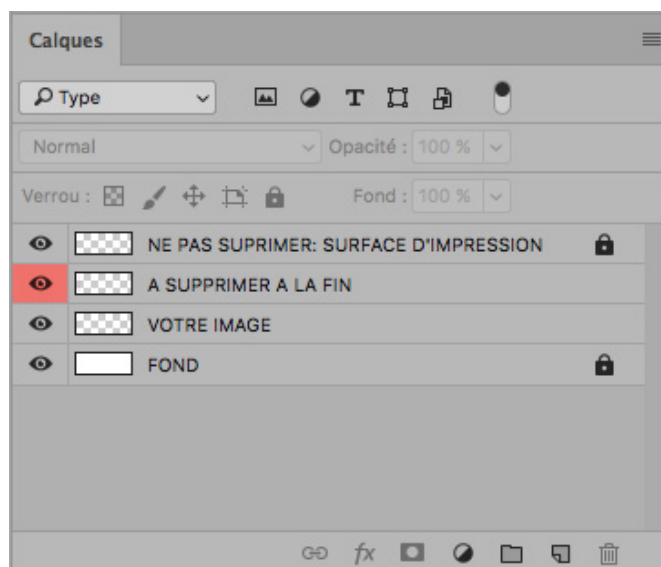 Calques
Type
Normal Opacité : 100 %
Verrou : Fond : 100 %
NE PAS SUPRIMER: SURFACE D'IMPRESSION
A SUPPRIMER A LA FIN
VOTRE IMAGE
FOND
fx